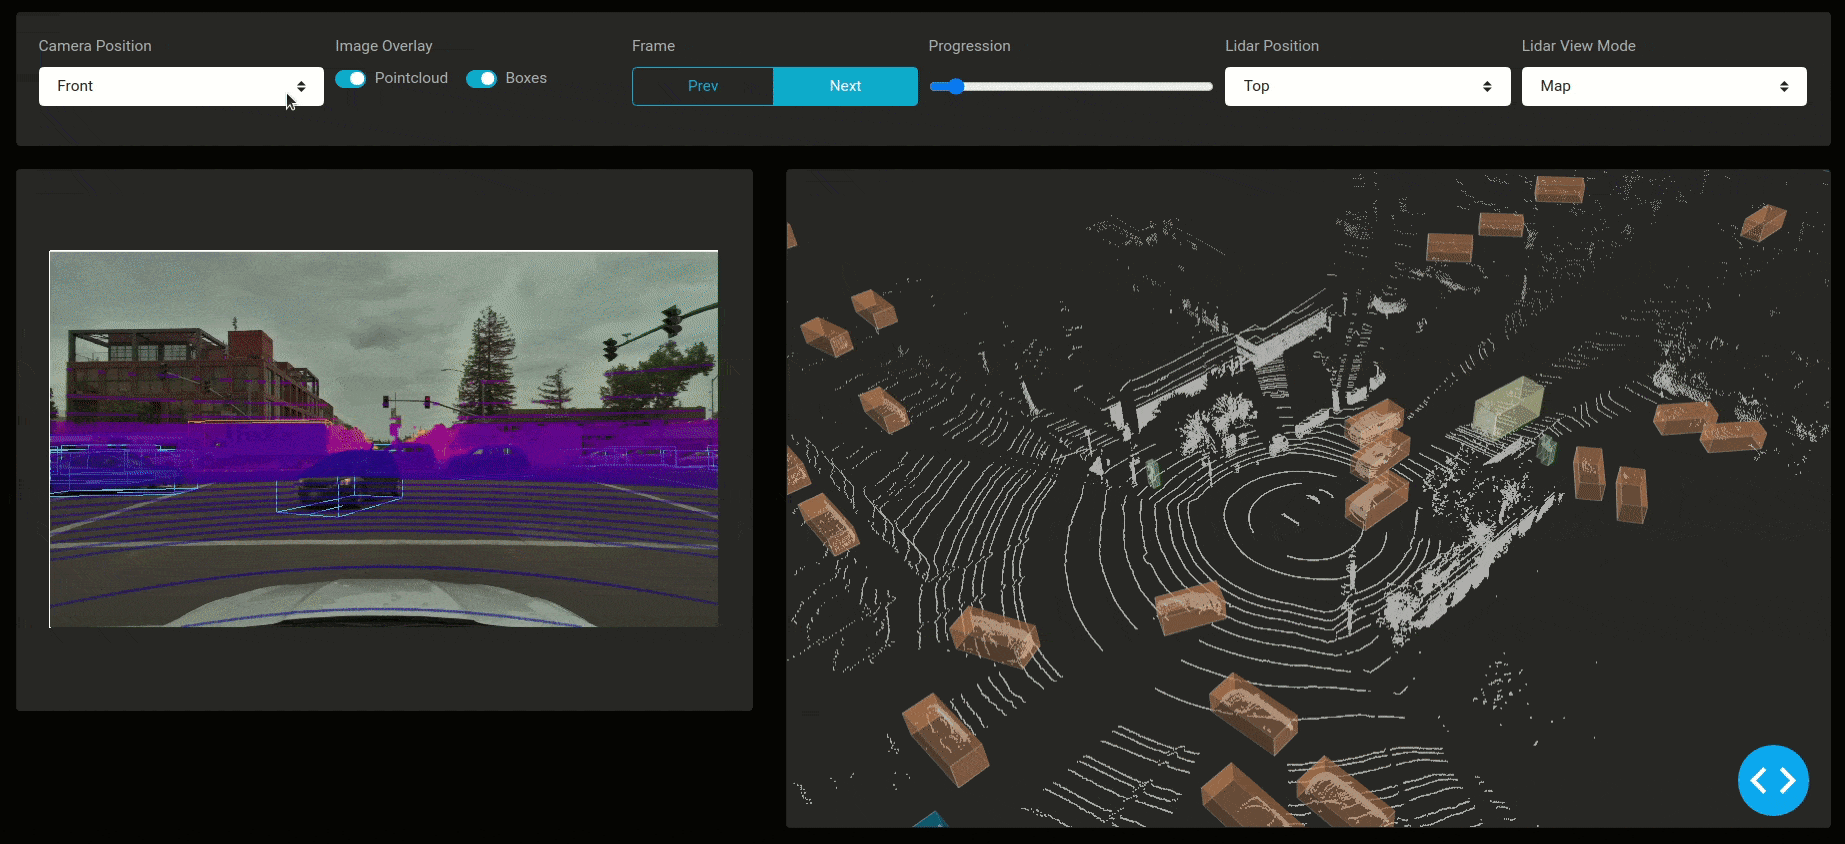 Camera Position
Image Overlay
Frame
Progression
Lidar Position
Lidar View Mode
Front
Pointcloud
Boxes
Prev
Next
Top
Map